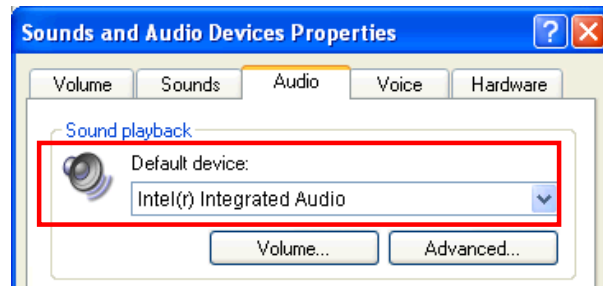 Sounds and Audio Devices Properties
Volume Sounds Audio Voice Hardware
Sound playback
Default device:
Intel(r) Integrated Audio
Volume... Advanced...